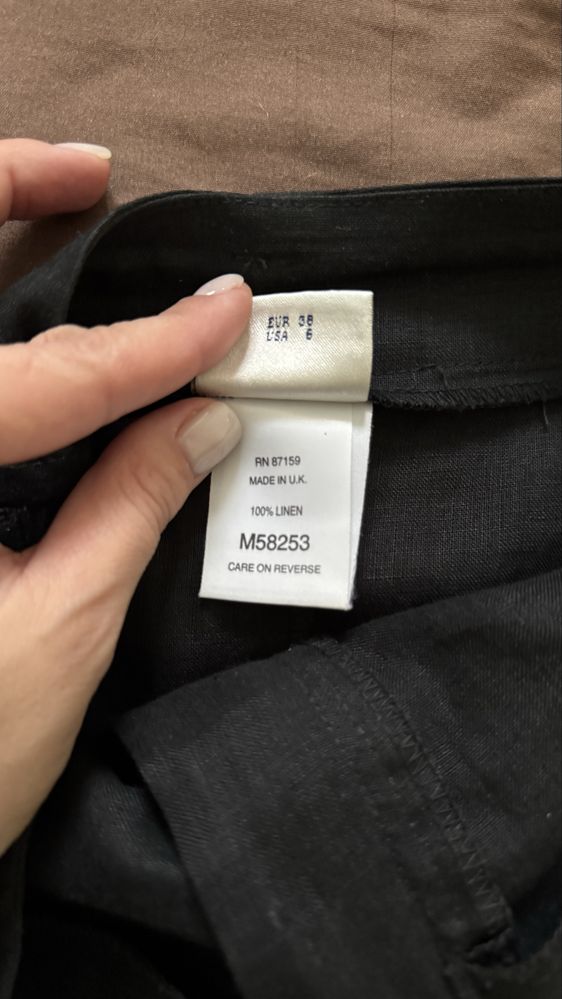 EUR 38
USA 6
RN 87159
MADE IN U.K.
100% LINEN
M58253
CARE ON REVERSE